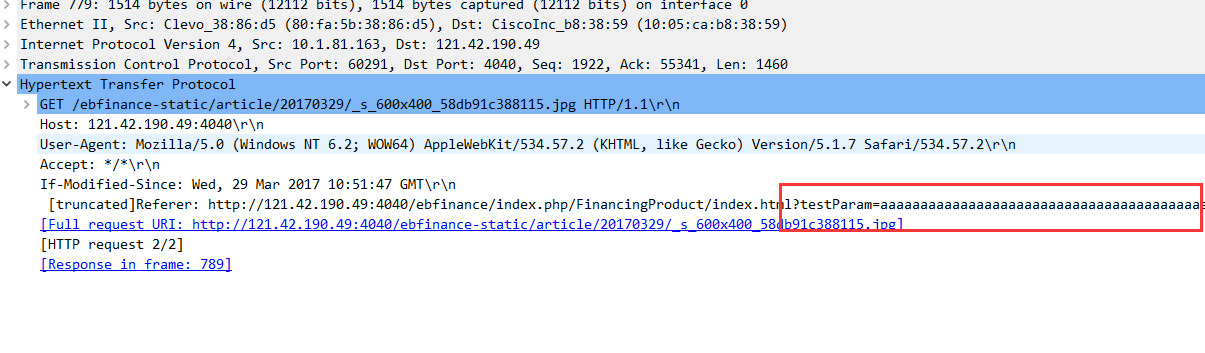 Frame 779: 1514 bytes on wire (12112 bits), 1514 bytes captured (12112 bits) on interface 0
Ethernet II, Src: Clevo_38:86:d5 (80:fa:5b:38:86:d5), Dst: CiscoInc_b8:38:59 (10:05:ca:b8:38:59)
Internet Protocol Version 4, Src: 10.1.81.163, Dst: 121.42.190.49
Transmission Control Protocol, Src Port: 60291, Dst Port: 4040, Seq: 1922, Ack: 55341, Len: 1460
Hypertext Transfer Protocol
GET /ebfinance-static/article/20170329/_s_600x400_58db91c388115.jpg HTTP/1.1\r\n
Host: 121.42.190.49:4040\r\n
User-Agent: Mozilla/5.0 (Windows NT 6.2; WOW64) AppleWebKit/534.57.2 (KHTML, like Gecko) Version/5.1.7 Safari/534.57.2\r\n
Accept: */*\r\n
If-Modified-Since: Wed, 29 Mar 2017 10:51:47 GMT\r\n
[truncated]Referer: http://121.42.190.49:4040/ebfinance/index.php/FinancingProduct/index.html?testParam=aaaaaaaaaaaaaaaaaaaaaaaaaaaaaaaaaaaaaaaaa
[Full request URI: http://121.42.190.49:4040/ebfinance-static/article/20170329/_s_600x400_58db91c388115.jpg]
[HTTP request 2/2]
[Response in frame: 789]